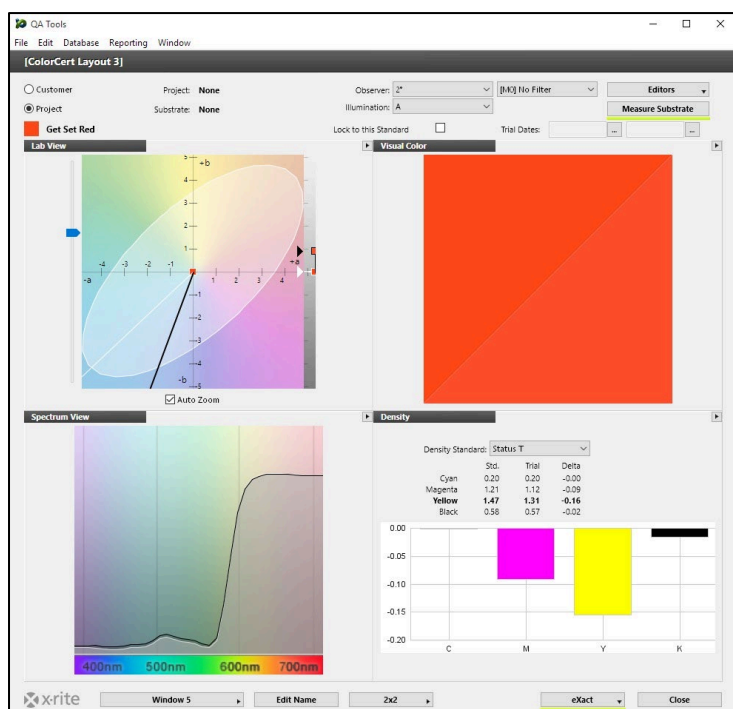 QA Tools
File Edit Database Reporting Window
[ColorCert Layout 3]
Customer Project: None Observer: 2° [M0] No Filter Editors
Project Substrate: None Illumination: A Measure Substrate
Get Set Red Lock to this Standard Trial Dates: ... ...
Lab View Visual Color
5 +b
4
3
2
1
-4 -3 -2 -1 1 2 3 4 +a
-a
-1
-2
-3
-4
-b -5
Auto Zoom
Spectrum View Density
Density Standard: Status T
Std. Trial Delta
Cyan 0.20 0.20 -0.00
Magenta 1.21 1.12 -0.09
Yellow 1.47 1.31 -0.16
Black 0.58 0.57 -0.02
0.00
-0.05
-0.10
-0.15
-0.20
C M Y K
400nm 500nm 600nm 700nm
x-rite Window 5 Edit Name 2x2 eXact Close